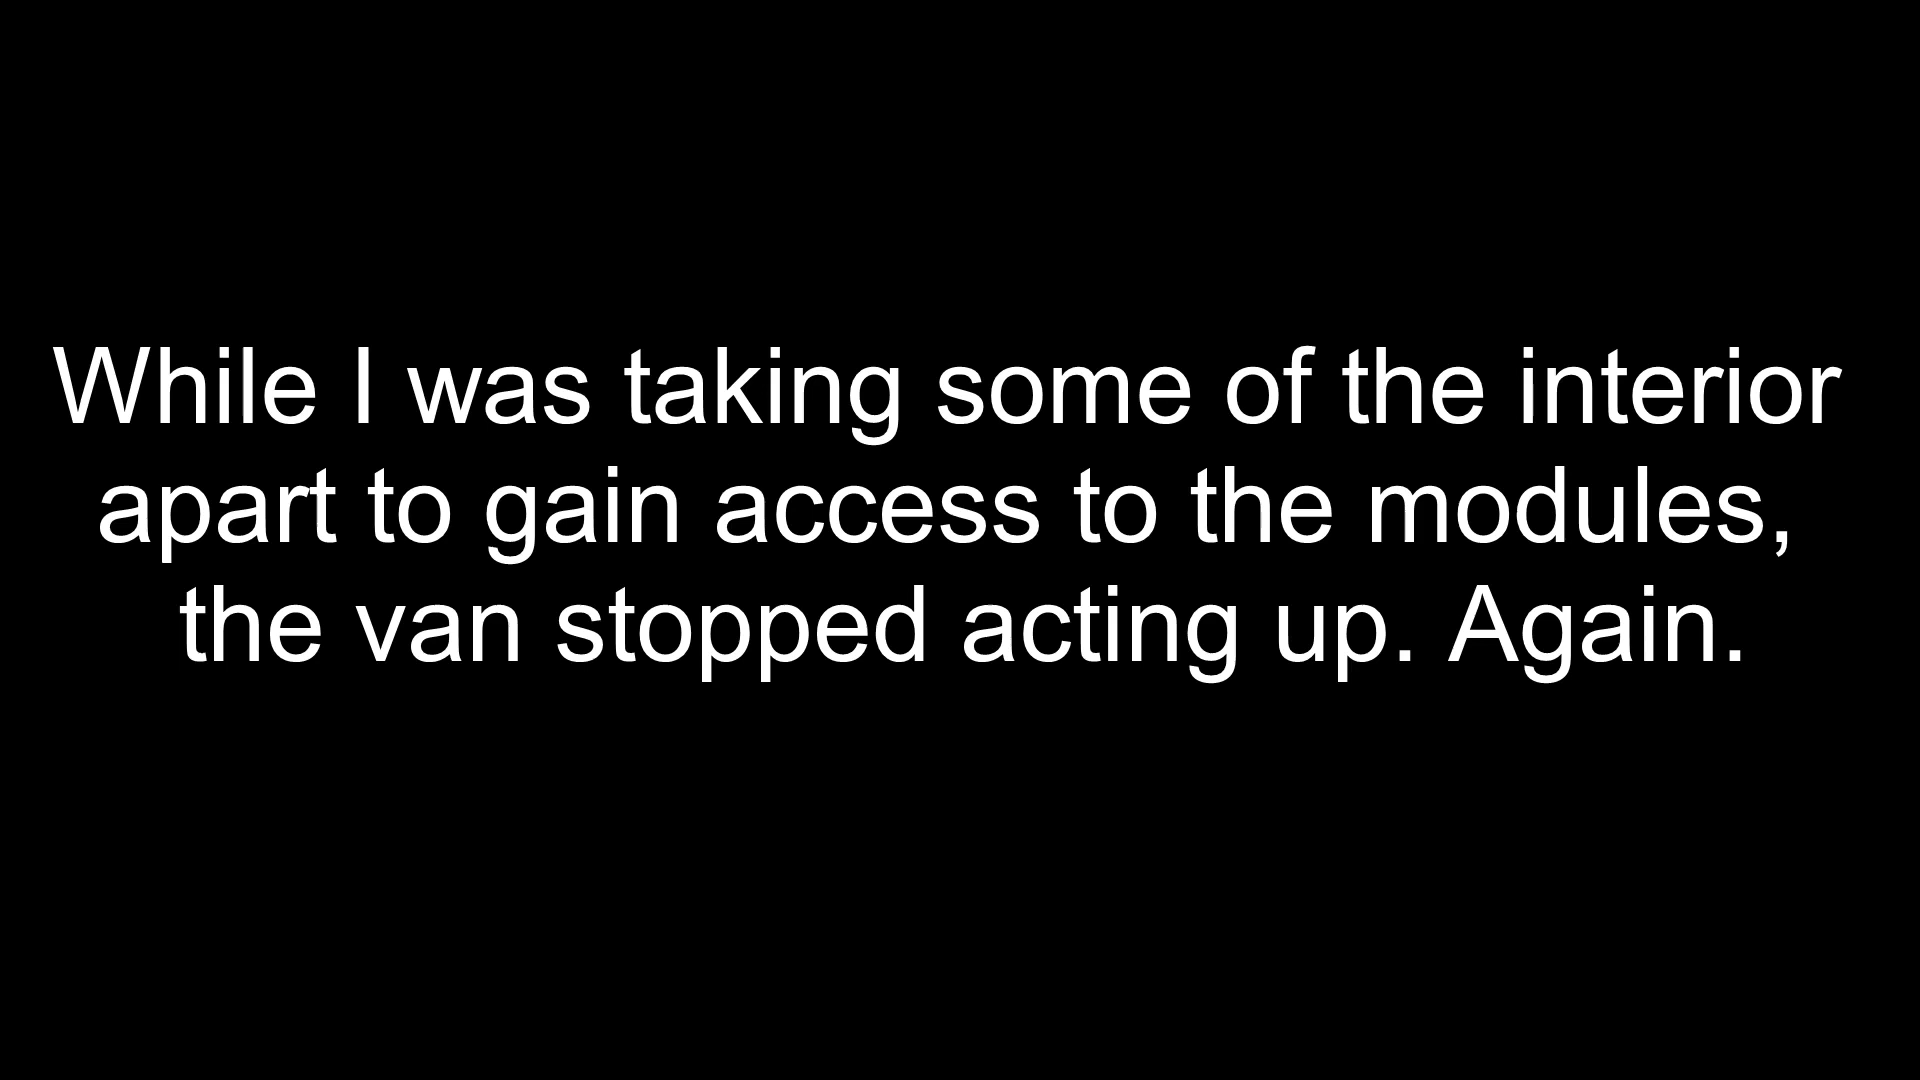 While I was taking some of the interior
apart to gain access to the modules,
the van stopped acting up. Again.